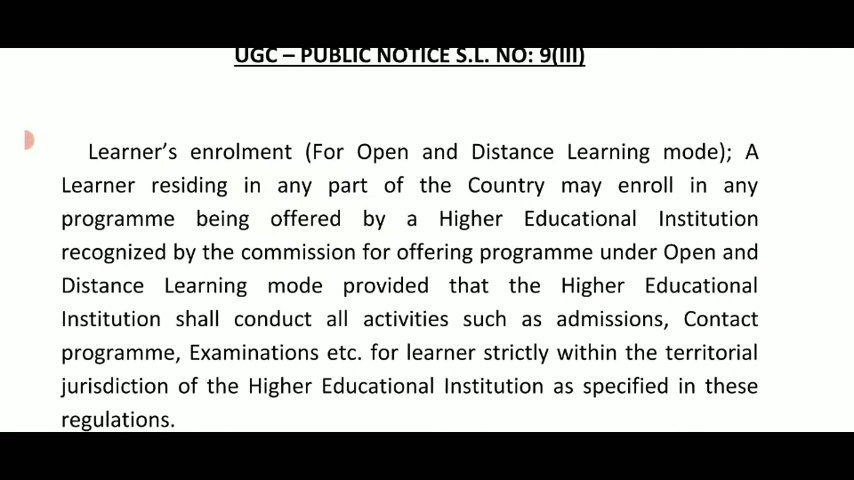 UGC – PUBLIC NOTICE S.L. NO: 9(III)
Learner's enrolment (For Open and Distance Learning mode); A
Learner residing in any part of the Country may enroll in any
programme being offered by a Higher Educational Institution
recognized by the commission for offering programme under Open and
Distance Learning mode provided that the Higher Educational
Institution shall conduct all activities such as admissions, Contact
programme, Examinations etc. for learner strictly within the territorial
jurisdiction of the Higher Educational Institution as specified in these
regulations.